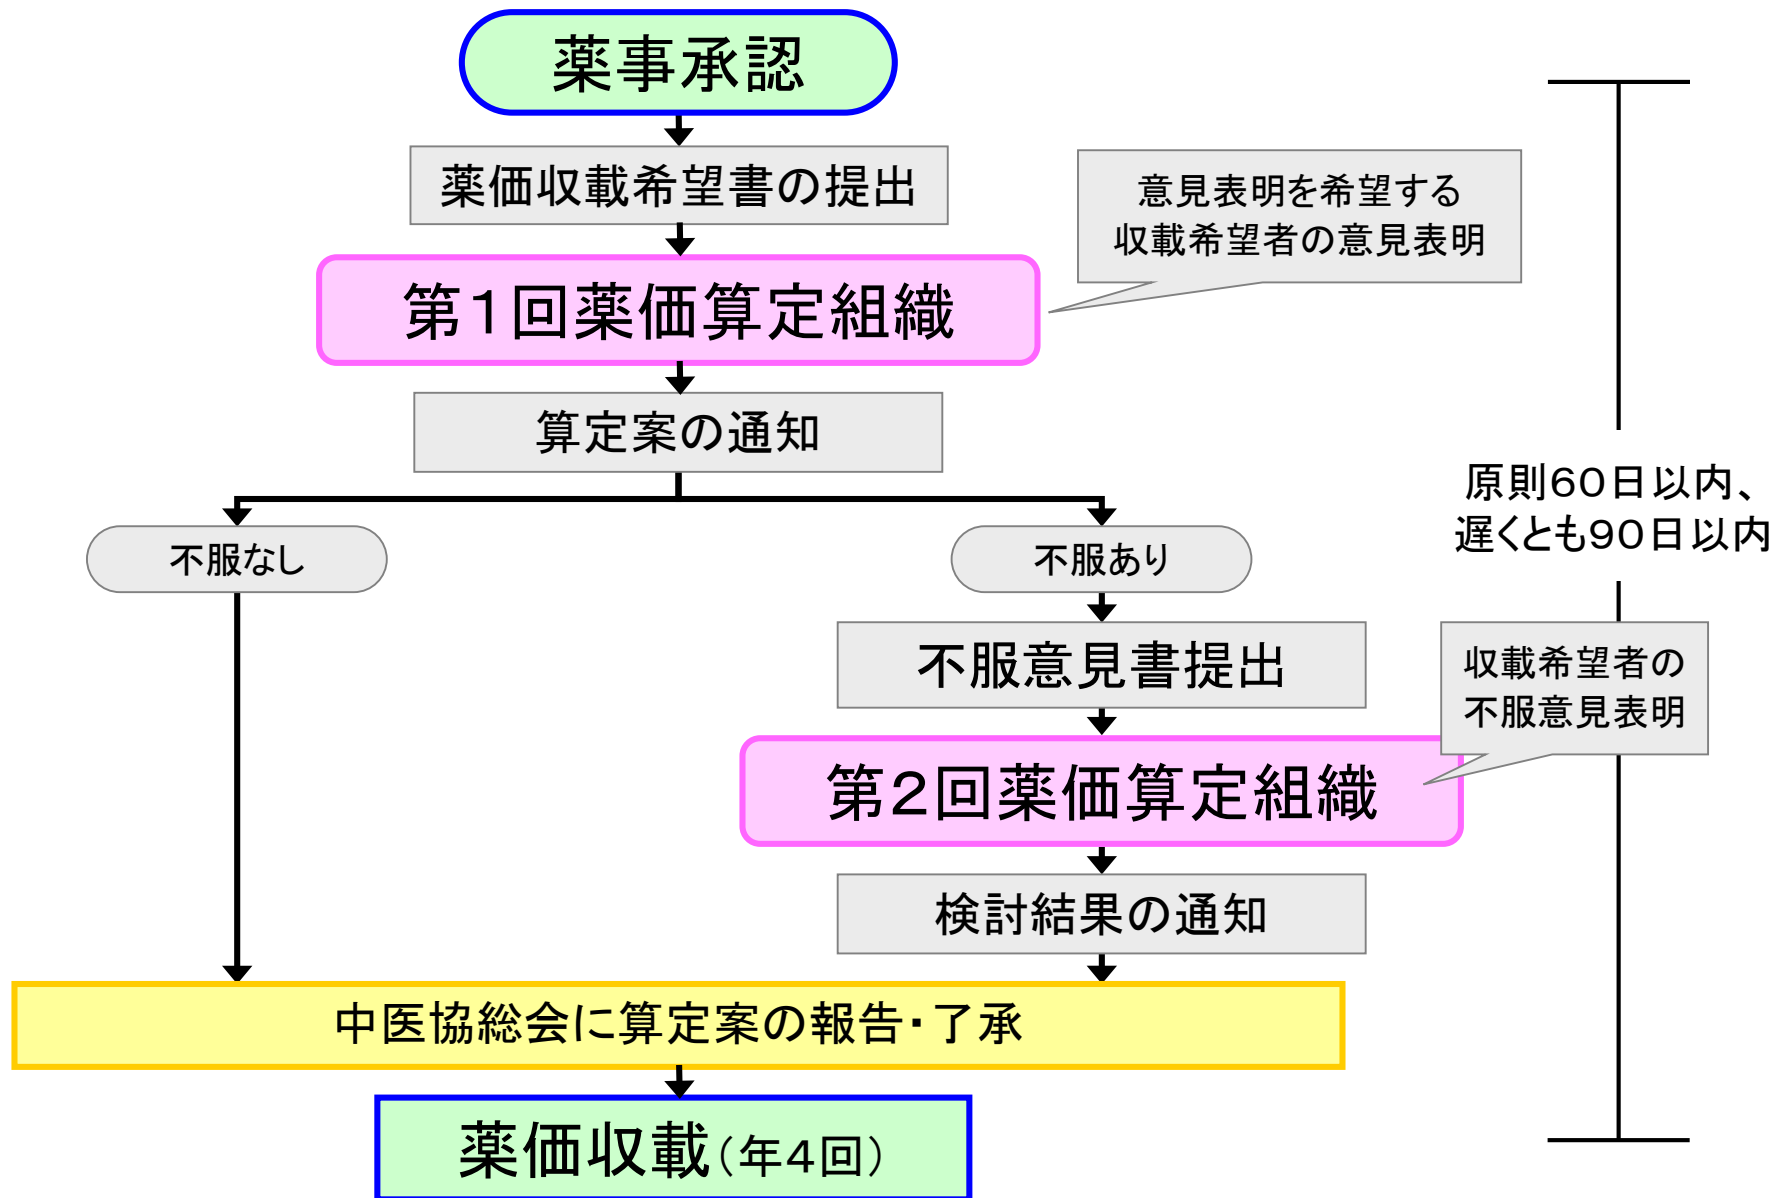 薬事承認
薬価収載希望書の提出
意見表明を希望する
収載希望者の意見表明
第１回薬価算定組織
算定案の通知
原則６０日以内、
遅くとも９０日以内
不服なし
不服あり
不服意見書提出
収載希望者の
不服意見表明
第２回薬価算定組織
検討結果の通知
中医協総会に算定案の報告・了承
薬価収載（年４回）